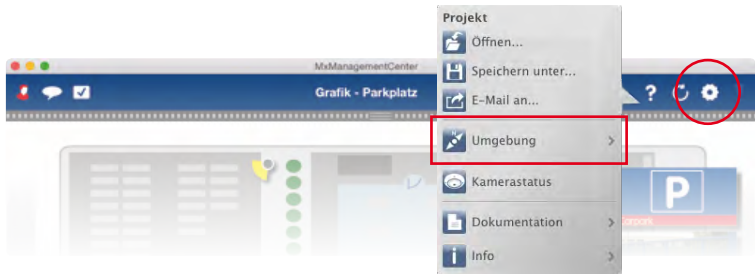 Projekt
Öffnen...
Speichern unter...
E-Mail an...
Umgebung
Kamerastatus
Dokumentation
Info
MxManagementCenter
Grafik - Parkplatz
?
P
Carpark